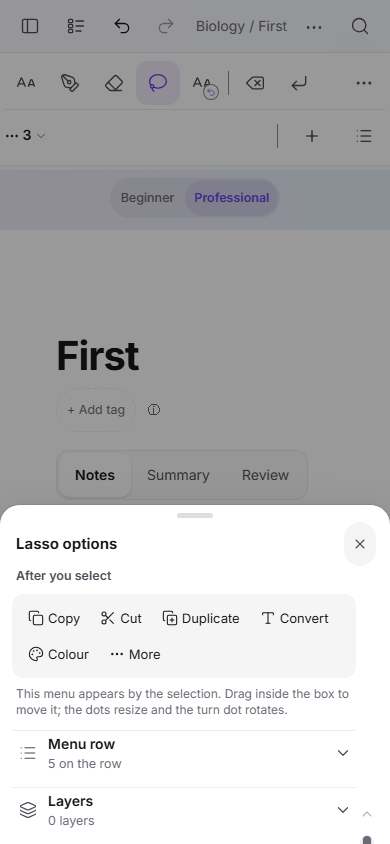 Biology / First
AA
AA
3
Beginner Professional
First
+ Add tag
Notes Summary Review
Lasso options
After you select
Copy Cut Duplicate Convert
Colour More
This menu appears by the selection. Drag inside the box to
move it; the dots resize and the turn dot rotates.
Menu row
5 on the row
Layers
0 layers